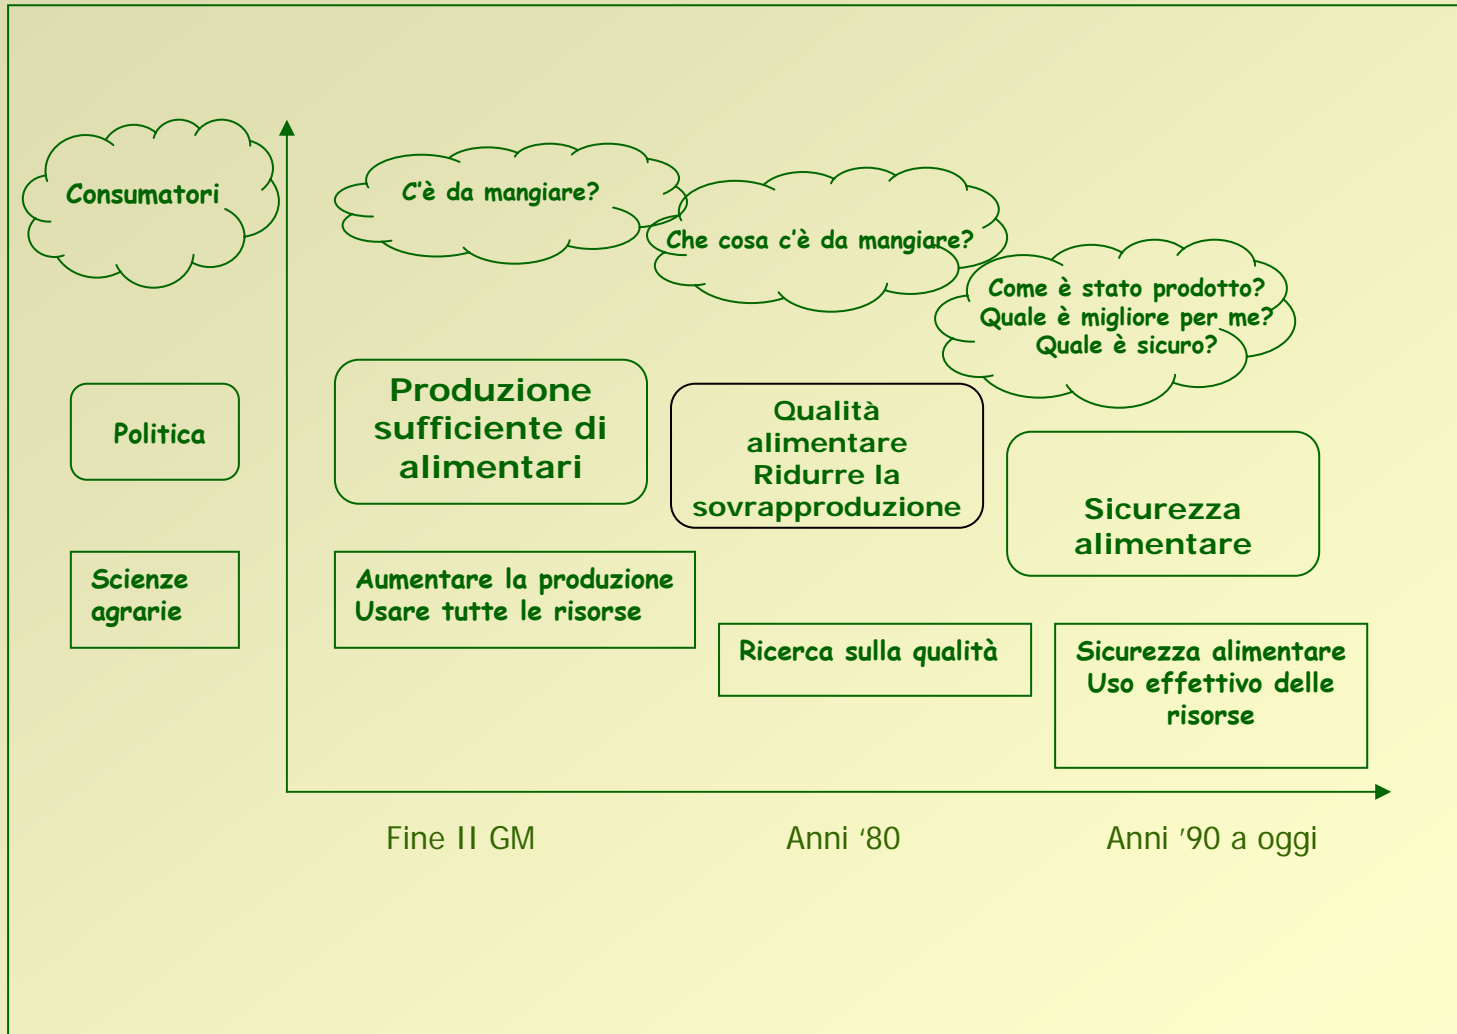 Consumatori
C'è da mangiare?
Che cosa c'è da mangiare?
Come è stato prodotto?
Quale è migliore per me?
Quale è sicuro?
Politica
Produzione
sufficiente di
alimentari
Qualità
alimentare
Ridurre la
sovrapproduzione
Sicurezza
alimentare
Scienze
agrarie
Aumentare la produzione
Usare tutte le risorse
Ricerca sulla qualità
Sicurezza alimentare
Uso effettivo delle
risorse
Fine II GM
Anni ‘80
Anni ’90 a oggi